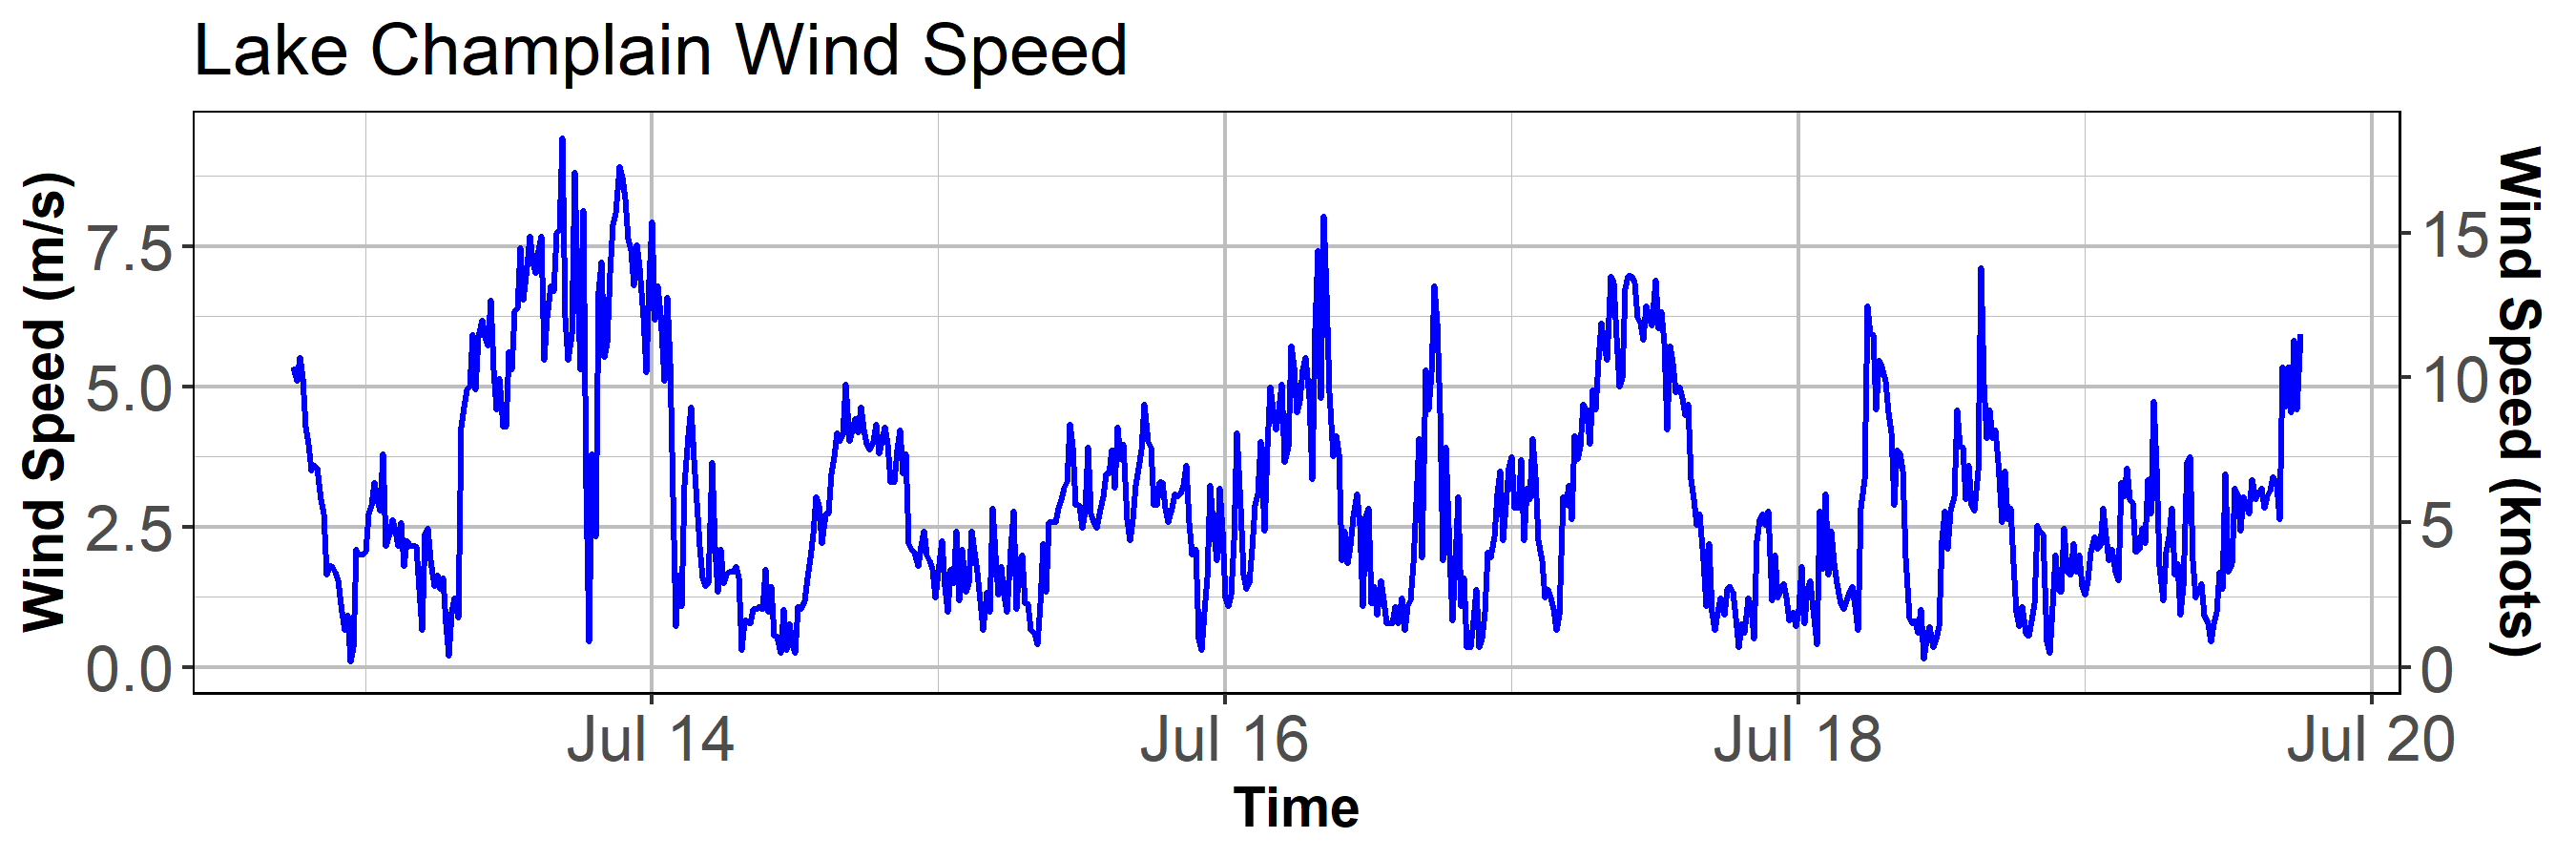 Lake Champlain Wind Speed
Wind Speed (m/s)
7.5
5.0
2.5
0.0
15
10
5
0
Wind Speed (knots)
Jul 14
Jul 16
Jul 18
Jul 20
Time